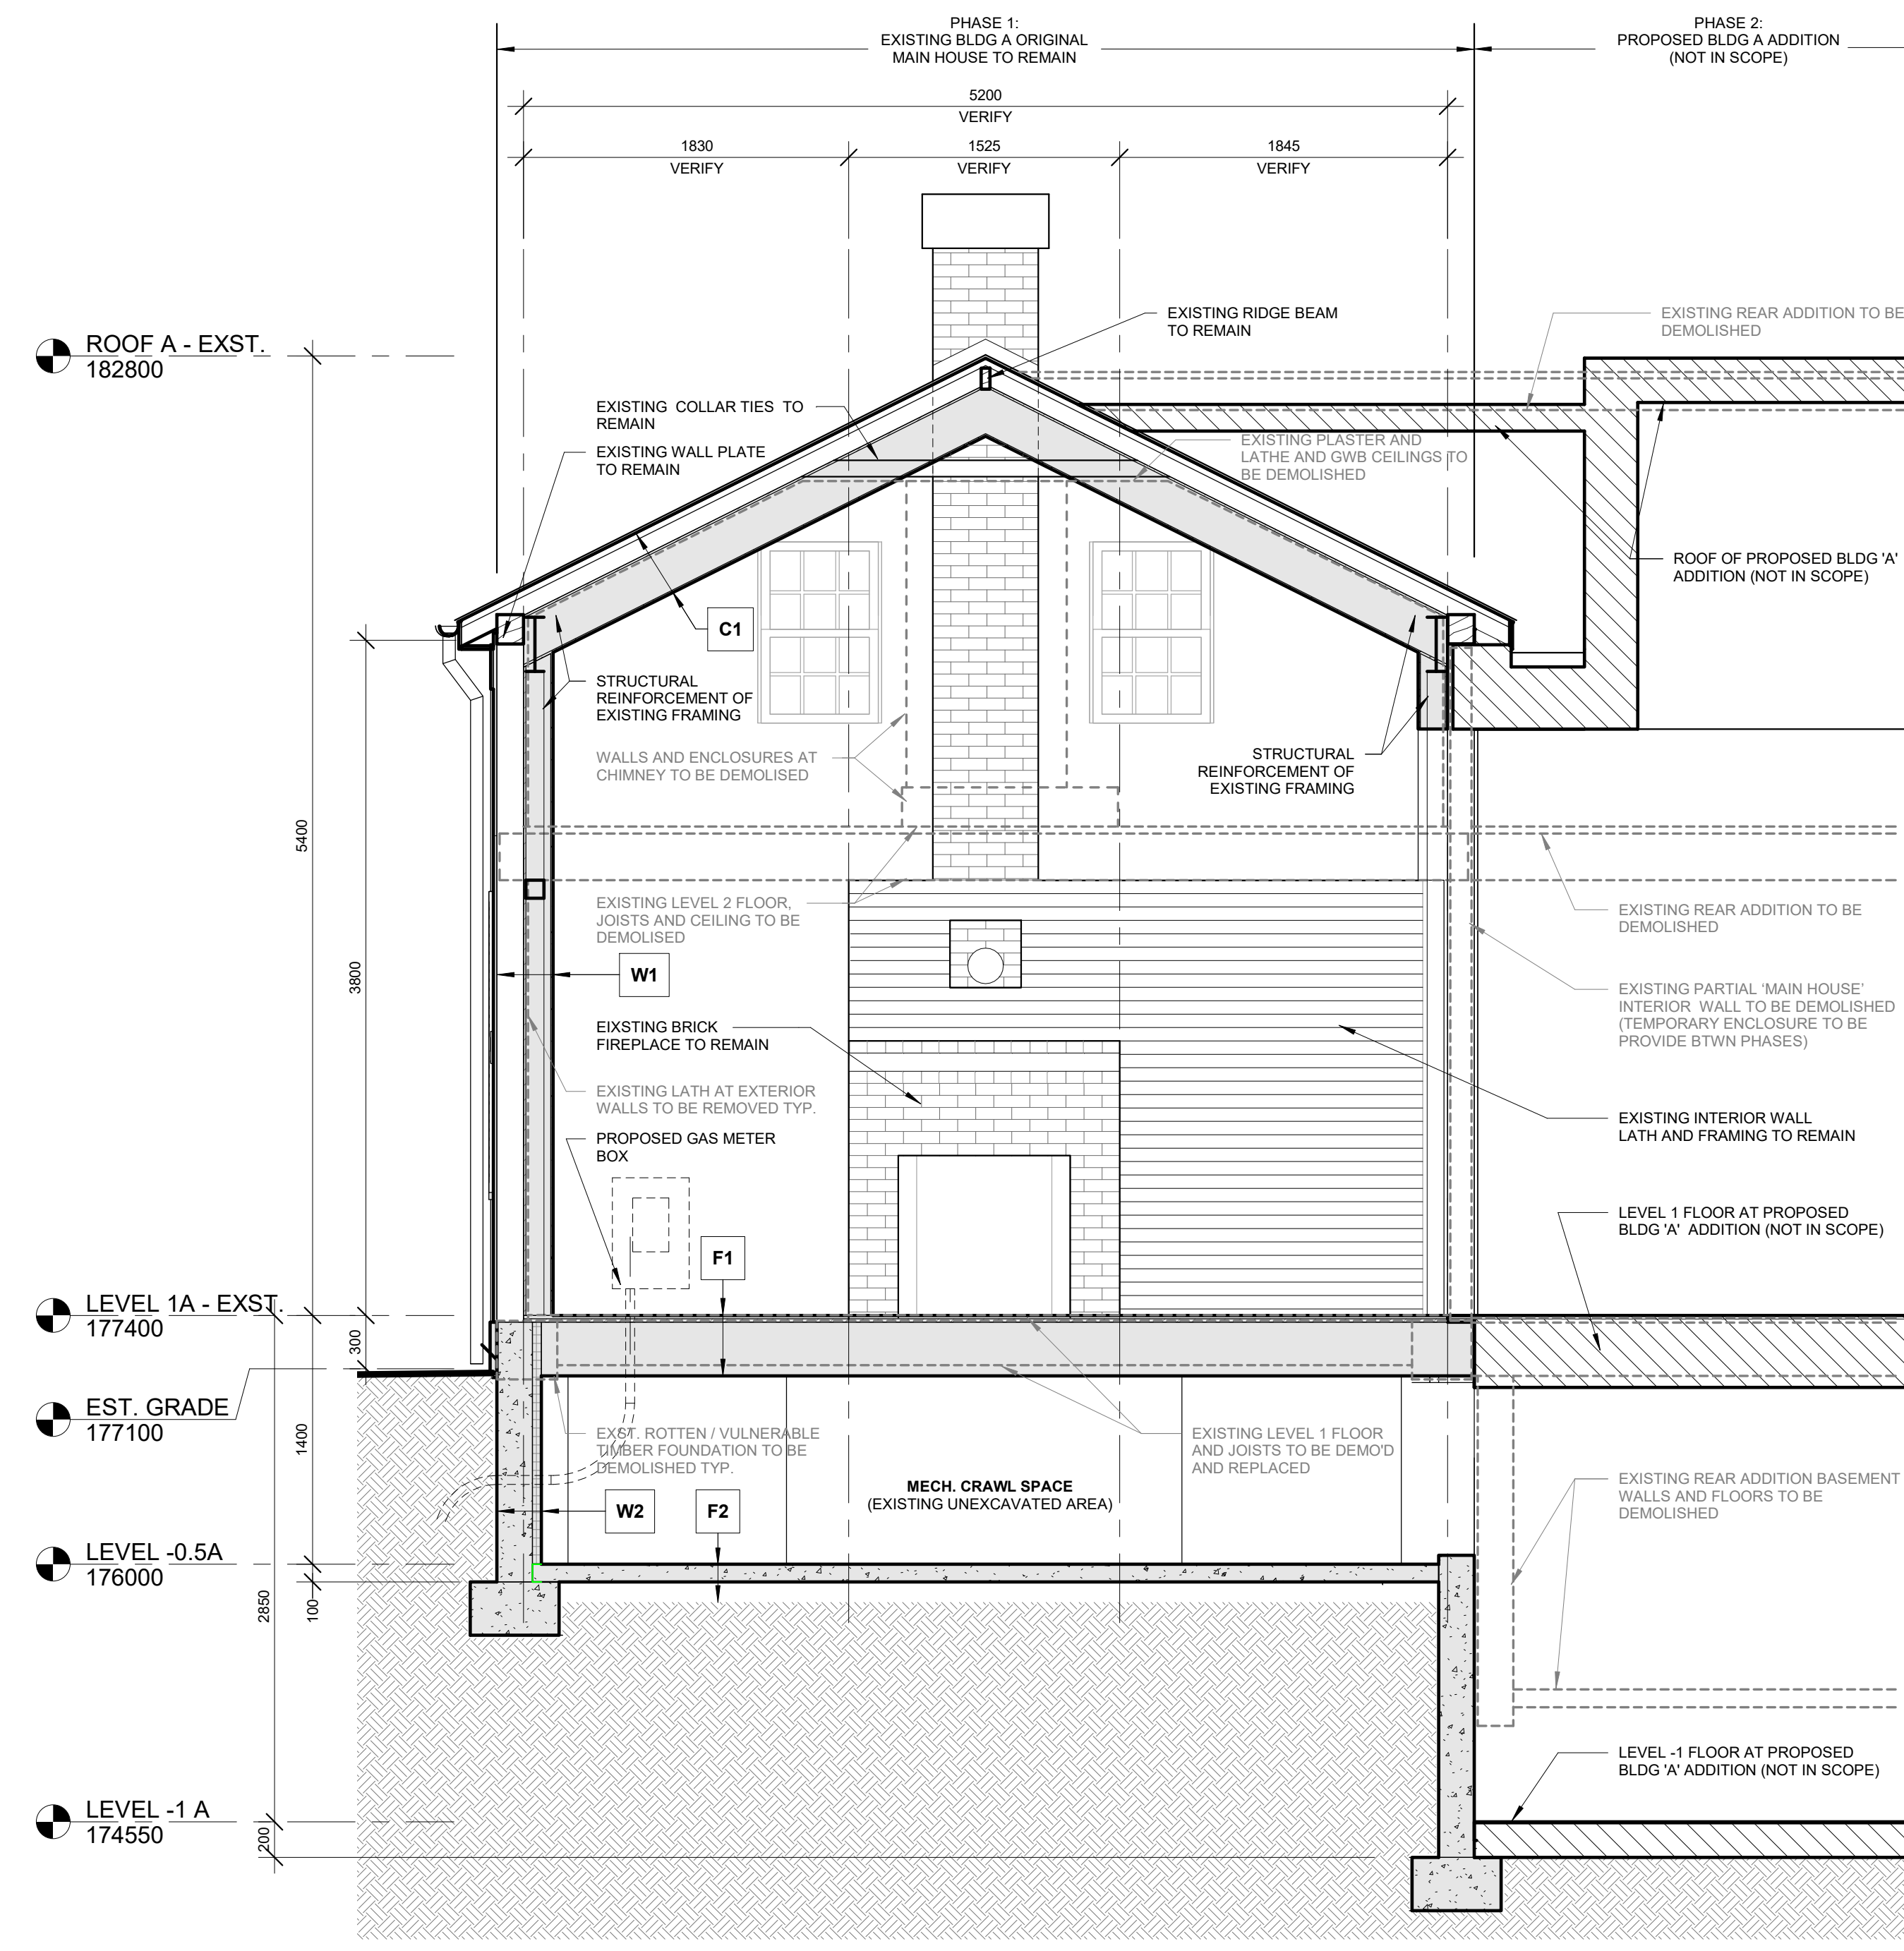 PHASE 1:
EXISTING BLDG A ORIGINAL
MAIN HOUSE TO REMAIN
PHASE 2:
PROPOSED BLDG A ADDITION
(NOT IN SCOPE)
5200
VERIFY
1830
VERIFY
1525
VERIFY
1845
VERIFY
EXISTING RIDGE BEAM
TO REMAIN
EXISTING REAR ADDITION TO BE
DEMOLISHED
ROOF A - EXST.
182800
EXISTING COLLAR TIES TO
REMAIN
EXISTING WALL PLATE
TO REMAIN
EXISTING PLASTER AND
LATHE AND GWB CEILINGS TO
BE DEMOLISHED
ROOF OF PROPOSED BLDG 'A'
ADDITION (NOT IN SCOPE)
C1
STRUCTURAL
REINFORCEMENT OF
EXISTING FRAMING
WALLS AND ENCLOSURES AT
CHIMNEY TO BE DEMOLISED
STRUCTURAL
REINFORCEMENT OF
EXISTING FRAMING
5400
3800
EXISTING LEVEL 2 FLOOR,
JOISTS AND CEILING TO BE
DEMOLISED
EXISTING REAR ADDITION TO BE
DEMOLISHED
W1
EXISTING PARTIAL ‘MAIN HOUSE’
INTERIOR WALL TO BE DEMOLISHED
(TEMPORARY ENCLOSURE TO BE
PROVIDE BTWN PHASES)
EIXSTING BRICK
FIREPLACE TO REMAIN
EXISTING LATH AT EXTERIOR
WALLS TO BE REMOVED TYP.
EXISTING INTERIOR WALL
LATH AND FRAMING TO REMAIN
PROPOSED GAS METER
BOX
LEVEL 1 FLOOR AT PROPOSED
BLDG 'A' ADDITION (NOT IN SCOPE)
F1
LEVEL 1A - EXST.
177400
300
EST. GRADE
177100
1400
EXST. ROTTEN / VULNERABLE
TIMBER FOUNDATION TO BE
DEMOLISHED TYP.
EXISTING LEVEL 1 FLOOR
AND JOISTS TO BE DEMO'D
AND REPLACED
MECH. CRAWL SPACE
(EXISTING UNEXCAVATED AREA)
EXISTING REAR ADDITION BASEMENT
WALLS AND FLOORS TO BE
DEMOLISHED
W2
F2
LEVEL -0.5A
176000
2850
100
LEVEL -1 FLOOR AT PROPOSED
BLDG 'A' ADDITION (NOT IN SCOPE)
LEVEL -1 A
174550
200